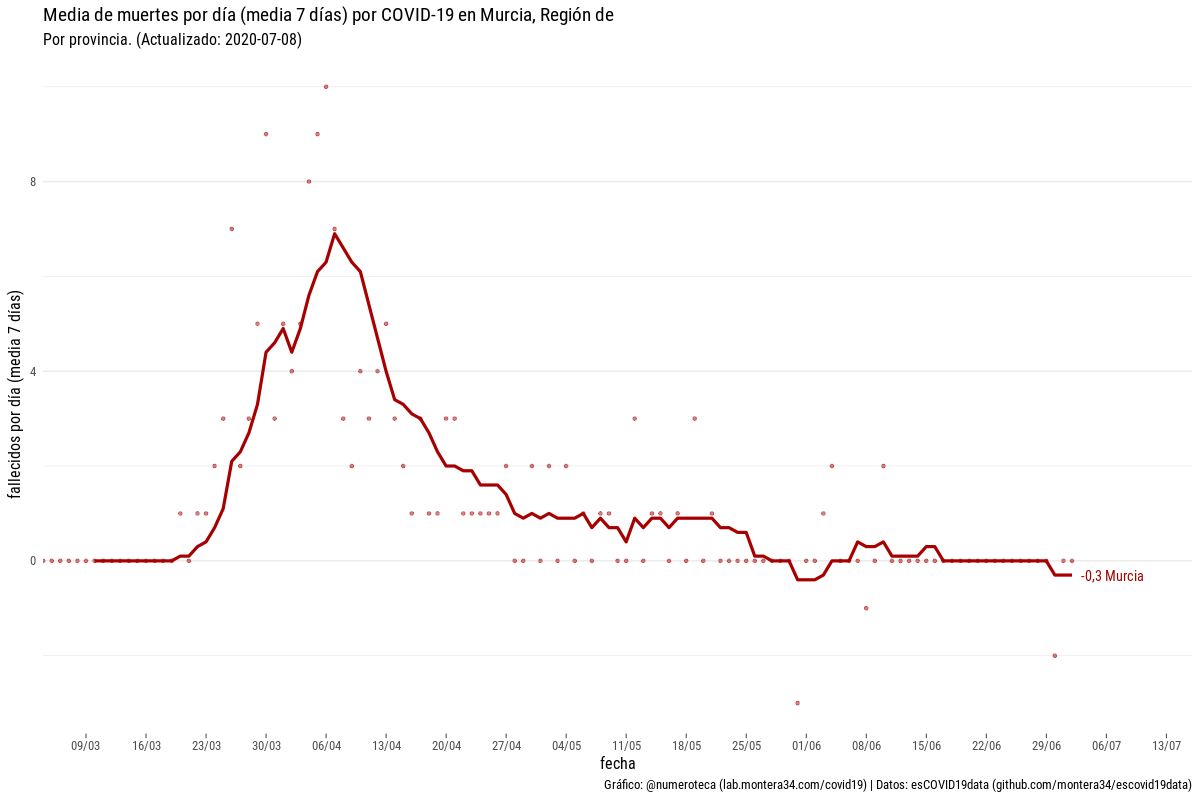 Media de muertes por día (media 7 días) por COVID-19 en Murcia, Región de
Por provincia. (Actualizado: 2020-07-08)
fallecidos por día (media 7 días)
8
4
0
-0,3 Murcia
09/03 16/03 23/03 30/03 06/04 13/04 20/04 27/04 04/05 11/05 18/05 25/05 01/06 08/06 15/06 22/06 29/06 06/07 13/07
fecha
Gráfico: @numeroteca (lab.montera34.com/covid19) | Datos: esCOVID19data (github.com/montera34/escovid19data)